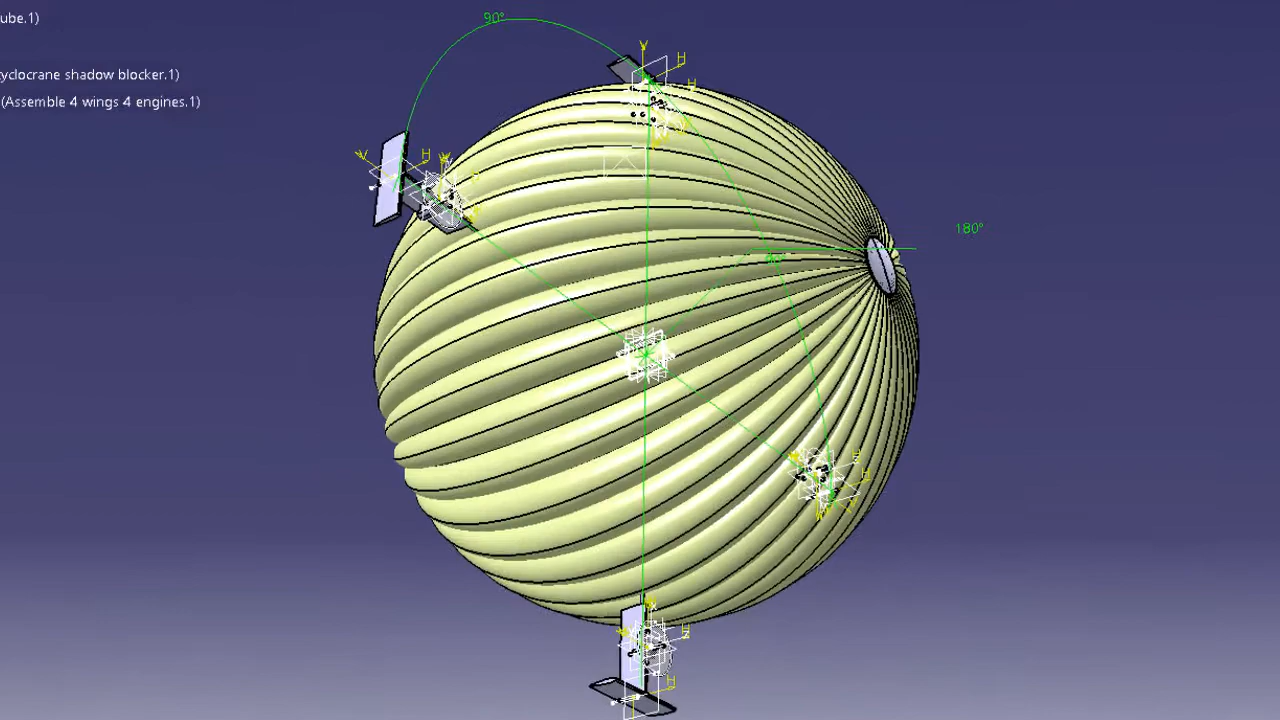 ube.1)
90°
yclocrane shadow blocker.1)
(Assemble 4 wings 4 engines.1)
V
H
H
V
H
180°
H
H
H
H